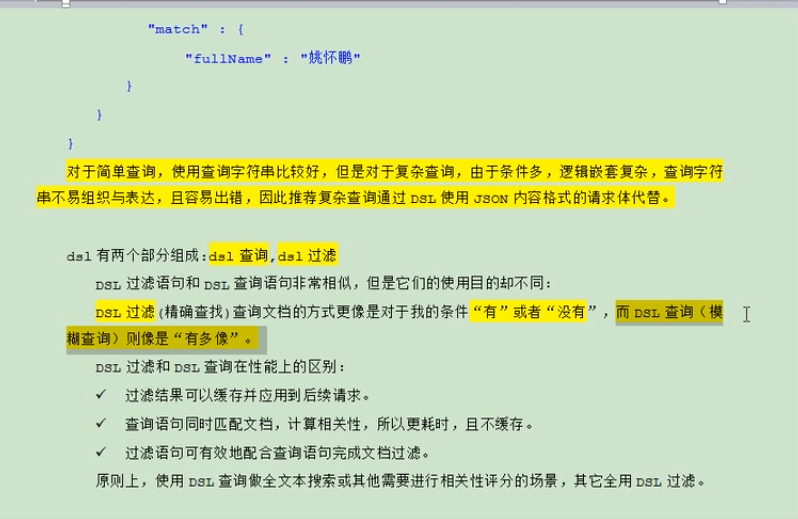 "match" : {
"fullName" : "姚怀鹏"
}
}
}
对于简单查询，使用查询字符串比较好，但是对于复杂查询，由于条件多，逻辑嵌套复杂，查询字符
串不易组织与表达，且容易出错，因此推荐复杂查询通过 DSL 使用 JSON 内容格式的请求体代替。
dsl 有两个部分组成:dsl 查询,dsl 过滤
DSL 过滤语句和 DSL 查询语句非常相似，但是它们的使用目的却不同：
DSL 过滤(精确查找)查询文档的方式更像是对于我的条件“有”或者“没有”，而 DSL 查询（模
糊查询）则像是“有多像”。
DSL 过滤和 DSL 查询在性能上的区别：
✓ 过滤结果可以缓存并应用到后续请求。
✓ 查询语句同时匹配文档，计算相关性，所以更耗时，且不缓存。
✓ 过滤语句可有效地配合查询语句完成文档过滤。
原则上，使用 DSL 查询做全文本搜索或其他需要进行相关性评分的场景，其它全用 DSL 过滤。